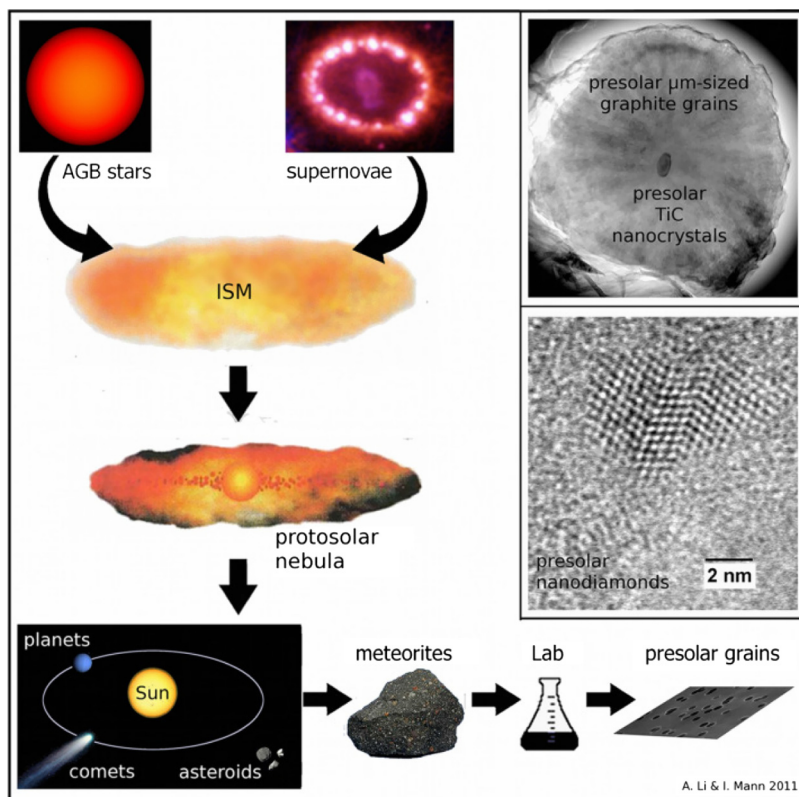 AGB stars
supernovae
ISM
protosolar
nebula
planets
Sun
comets
asteroids
meteorites
Lab
presolar grains
presolar µm-sized
graphite grains
presolar
TiC
nanocrystals
presolar
nanodiamonds
2 nm
A. Li & I. Mann 2011